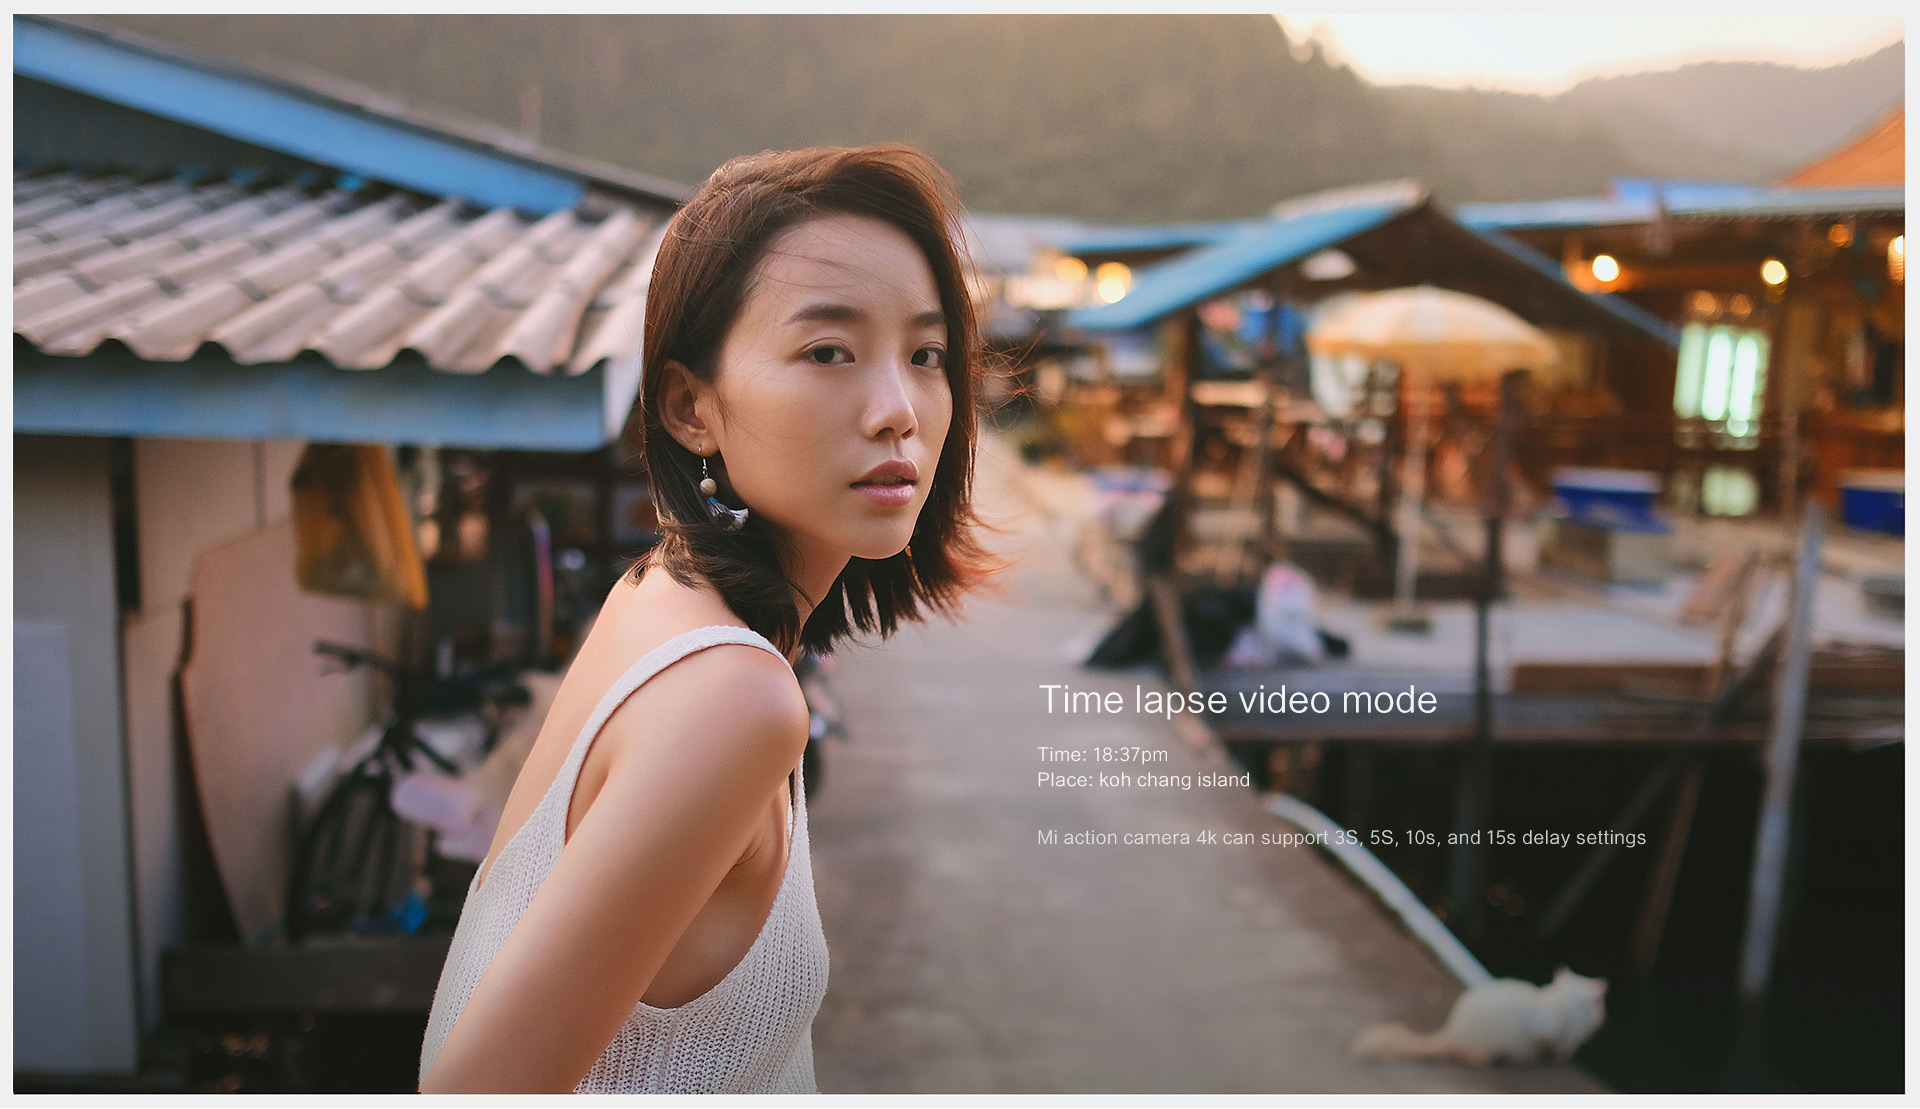 Time lapse video mode
Time: 18:37pm
Place: koh chang island
Mi action camera 4k can support 3S, 5S, 10s, and 15s delay settings